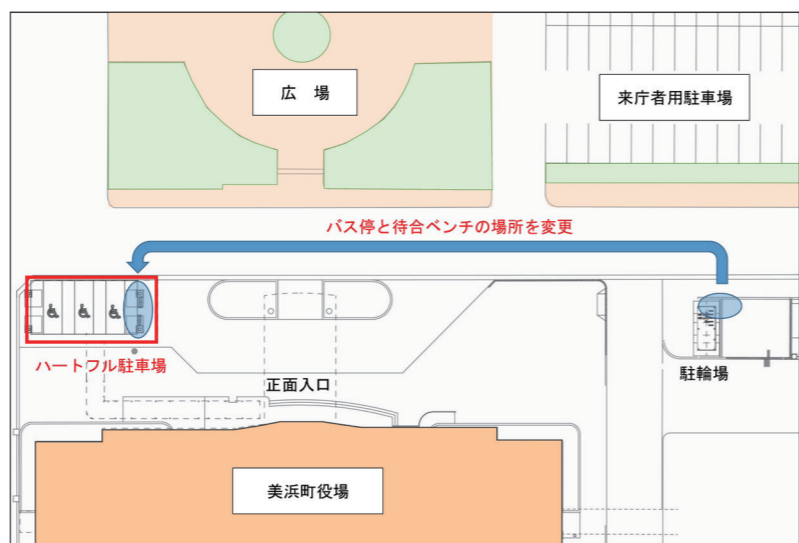 広　場
来庁者用駐車場
バス停と待合ベンチの場所を変更
ハートフル駐車場
正面入口
駐輪場
美浜町役場